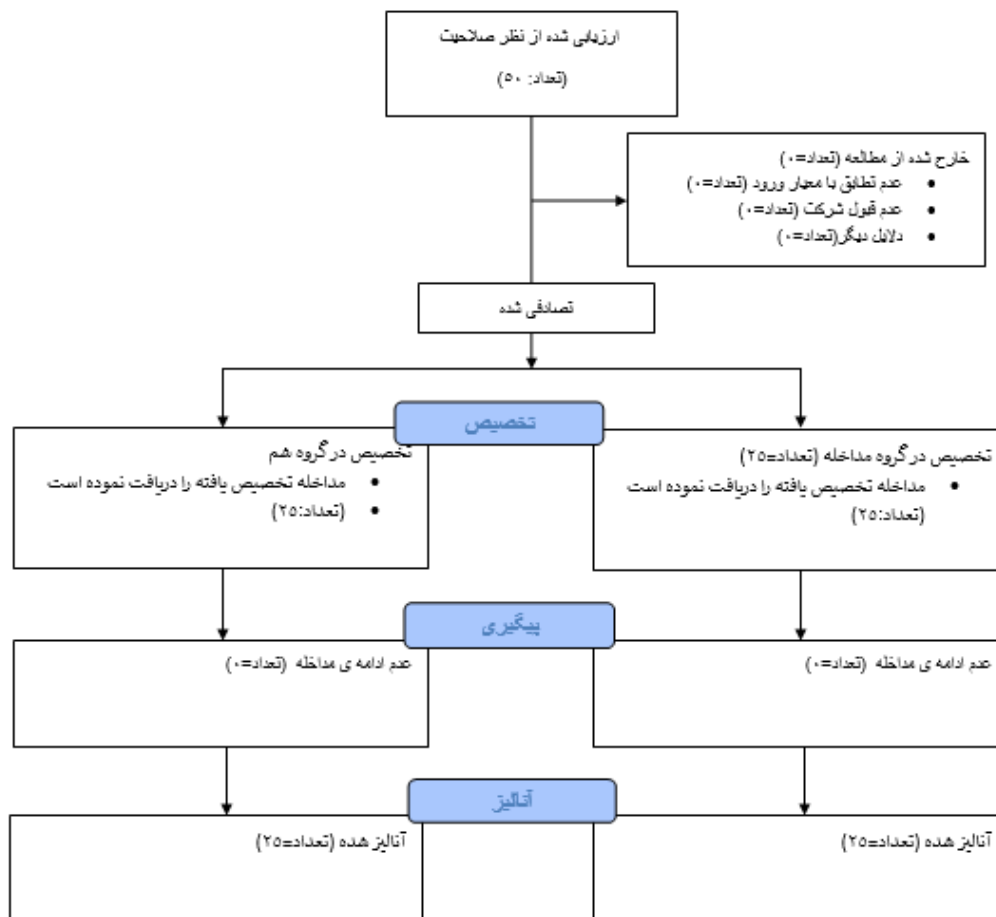 ارزیابی شده از نظر صلاحیت
(تعداد: ۵۰)
خارج شده از مطالعه (تعداد=۰)
• عدم تطابق با معیار ورود (تعداد=۰)
• عدم قبول شرکت (تعداد=۰)
• دلایل دیگر(تعداد=۰)
تصادفی شده
تخصیص
تخصیص در گروه مداخله (تعداد=۲۵)
• مداخله تخصیص یافته را دریافت نموده است
(تعداد:۲۵)
تخصیص در گروه شم
• مداخله تخصیص یافته را دریافت نموده است
• (تعداد:۲۵)
پیگیری
عدم ادامه ی مداخله (تعداد=۰)
عدم ادامه ی مداخله (تعداد=۰)
آنالیز
آنالیز شده (تعداد=۲۵)
آنالیز شده (تعداد=۲۵)